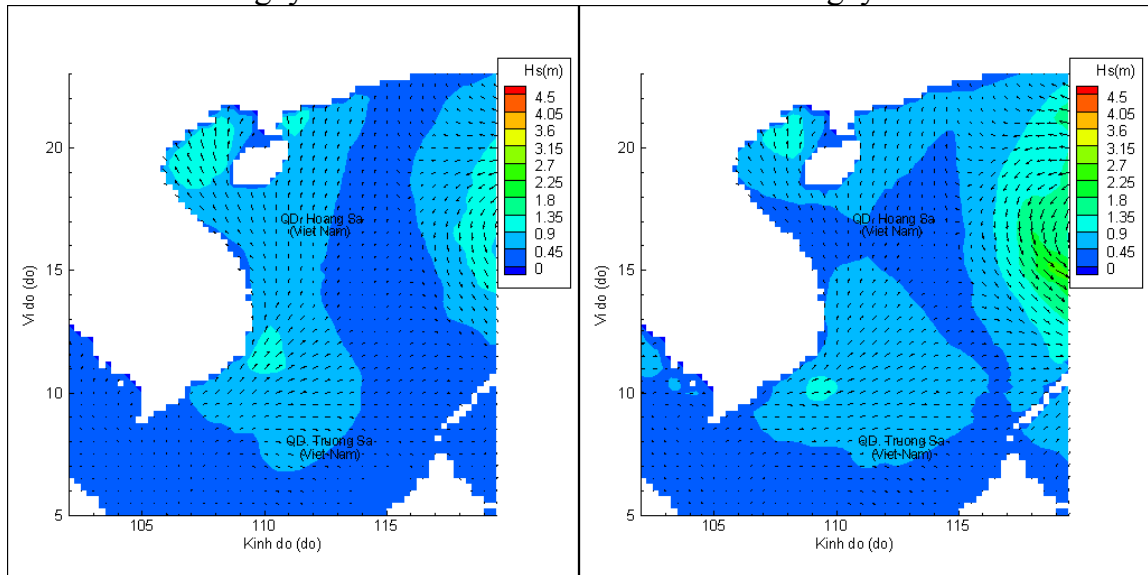 Hs(m)
4.5
4.05
3.6
3.15
2.7
2.25
1.8
1.35
0.9
0.45
0
20
15
10
5
Vi do (do)
QD. Hoang Sa
(Viet Nam)
QD. Truong Sa
(Viet-Nam)
105
110
115
Kinh do (do)
Hs(m)
4.5
4.05
3.6
3.15
2.7
2.25
1.8
1.35
0.9
0.45
0
20
15
10
5
Vi do (do)
QD. Hoang Sa
(Viet Nam)
QD. Truong Sa
(Viet-Nam)
105
110
115
Kinh do (do)